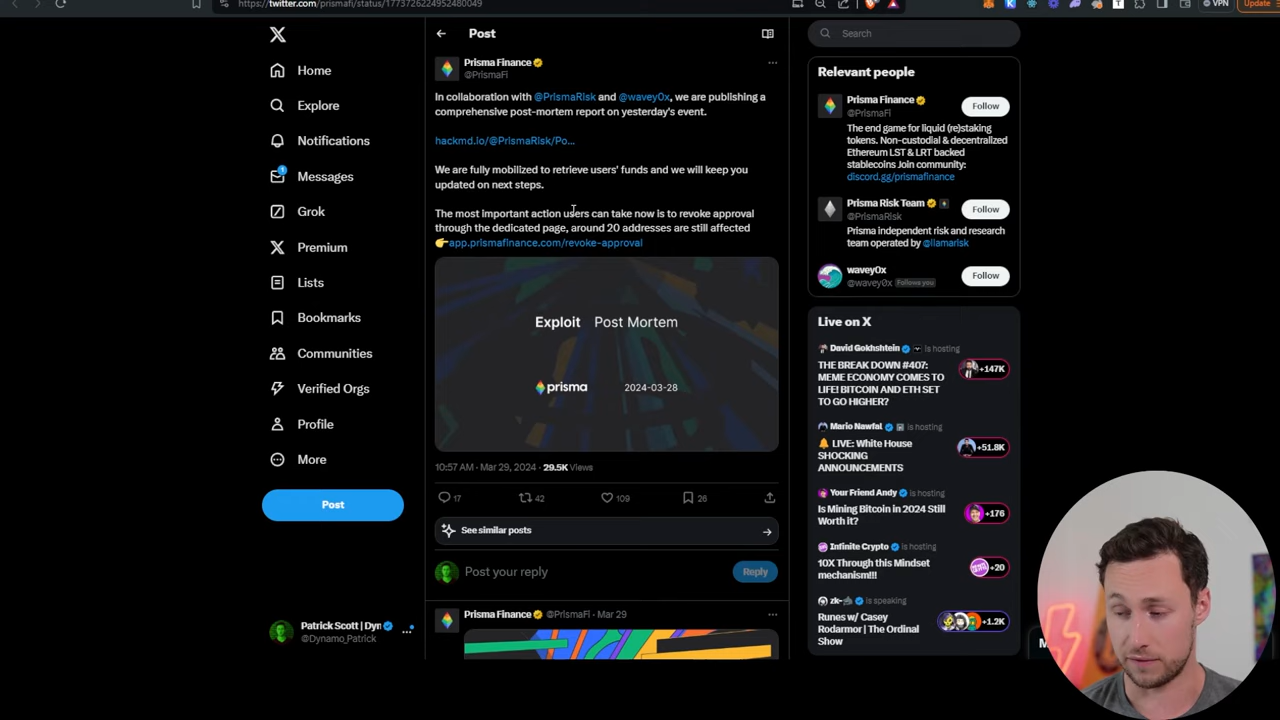 https://twitter.com/prismafi/status/1773726224952480049
VPN
Update
Home
Explore
Notifications
1
Messages
Grok
Premium
Lists
Bookmarks
Communities
Verified Orgs
Profile
More
Post
Patrick Scott | Dyn
@Dynamo_Patrick
Post
Prisma Finance
@PrismaFi
In collaboration with @PrismaRisk and @wavey0x, we are publishing a
comprehensive post-mortem report on yesterday's event.
hackmd.io/@PrismaRisk/Po...
We are fully mobilized to retrieve users' funds and we will keep you
updated on next steps.
The most important action users can take now is to revoke approval
through the dedicated page, around 20 addresses are still affected
👉app.prismafinance.com/revoke-approval
Exploit Post Mortem
prisma 2024-03-28
10:57 AM · Mar 29, 2024 · 29.5K Views
17 42 109 26
See similar posts
Post your reply
Reply
Prisma Finance @PrismaFi · Mar 29
Search
Relevant people
Prisma Finance
@PrismaFi
Follow
The end game for liquid (re)staking
tokens. Non-custodial & decentralized
Ethereum LST & LRT backed
stablecoins Join community:
discord.gg/prismafinance
Prisma Risk Team
@PrismaRisk
Follow
Prisma independent risk and research
team operated by @llamarisk
wavey0x
@wavey0x Follows you
Follow
Live on X
David Gokhshtein is hosting
THE BREAK DOWN #407:
MEME ECONOMY COMES TO
LIFE! BITCOIN AND ETH SET
TO GO HIGHER?
+147K
Mario Nawfal is hosting
🔔 LIVE: White House
SHOCKING
ANNOUNCEMENTS
+51.8K
Your Friend Andy is hosting
Is Mining Bitcoin in 2024 Still
Worth it?
+176
Infinite Crypto is hosting
10X Through this Mindset
mechanism!!!
+20
zk- is speaking
Runes w/ Casey
Rodarmor | The Ordinal
Show
+1.2K